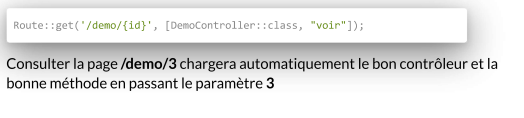 Route::get('/demo/{id}', [DemoController::class, "voir"]);
Consulter la page /demo/3 chargera automatiquement le bon contrôleur et la
bonne méthode en passant le paramètre 3